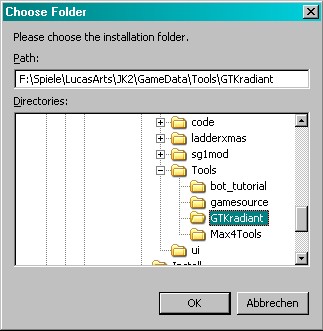 Choose Folder
Please choose the installation folder.
Path:
F:\Spiele\LucasArts\JK2\GameData\Tools\GTKradiant
Directories:
code
ladderxmas
sg1mod
Tools
bot_tutorial
gamesource
GTKradiant
Max4Tools
ui
Install
OK
Abbrechen